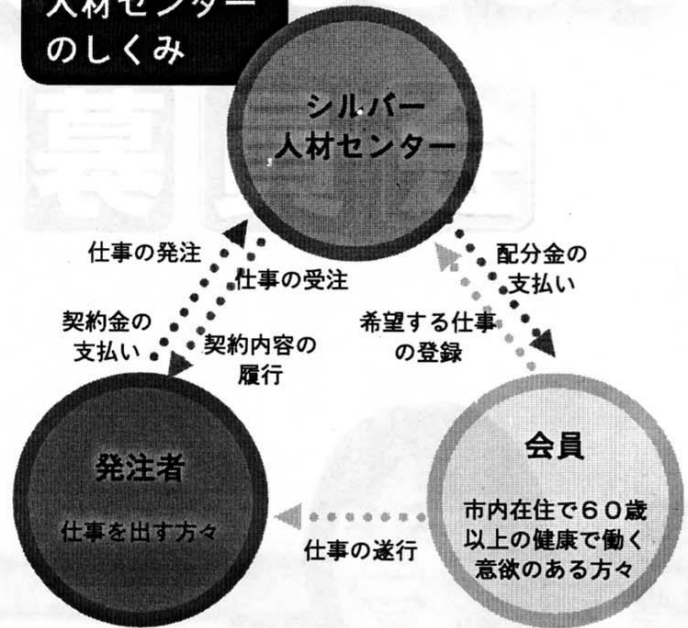 人材センター
のしくみ
シルバー
人材センター
仕事の発注
仕事の受注
契約金の
支払い
契約内容の
履行
配分金の
支払い
希望する仕事
の登録
発注者
仕事を出す方々
会員
市内在住で60歳
以上の健康で働く
意欲のある方々
仕事の遂行